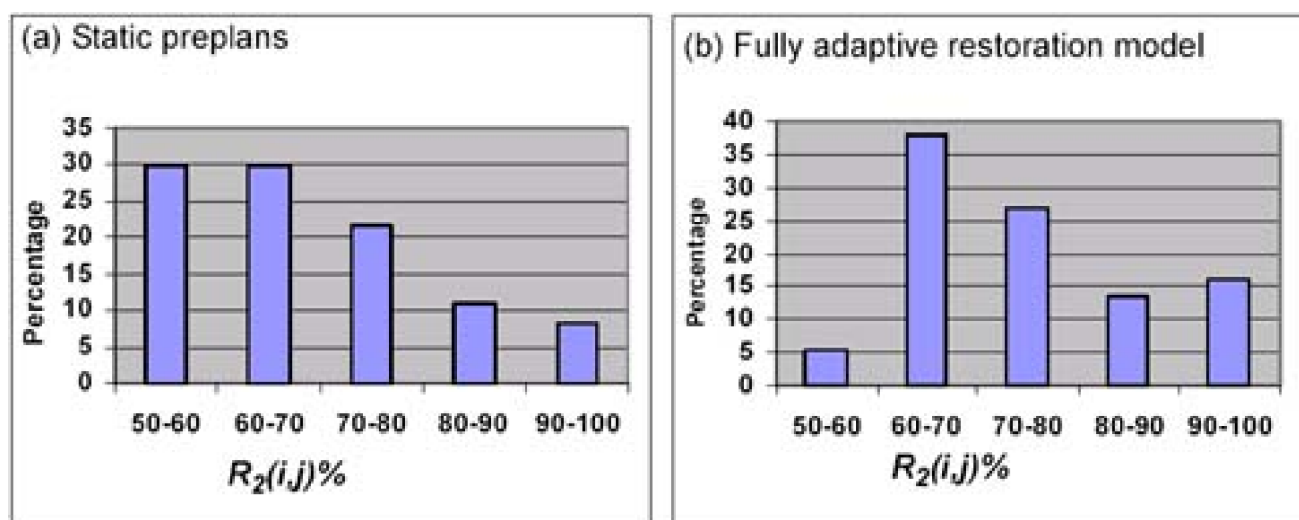 (a) Static preplans
35
30
25
20
15
10
5
0
Percentage
50-60 60-70 70-80 80-90 90-100
R2(i,j)%
(b) Fully adaptive restoration model
40
35
30
25
20
15
10
5
0
Percentage
50-60 60-70 70-80 80-90 90-100
R2(i,j)%